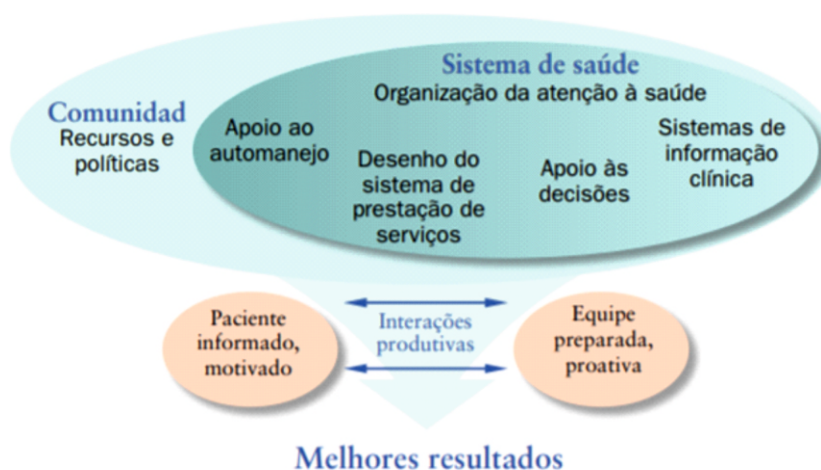 Sistema de saúde
Organização da atenção à saúde
Comunidad
Recursos e
políticas
Apoio ao
automanejo
Desenho do
sistema de
prestação de
serviços
Apoio às
decisões
Sistemas de
informação
clínica
Paciente
informado,
motivado
Interações
produtivas
Equipe
preparada,
proativa
Melhores resultados